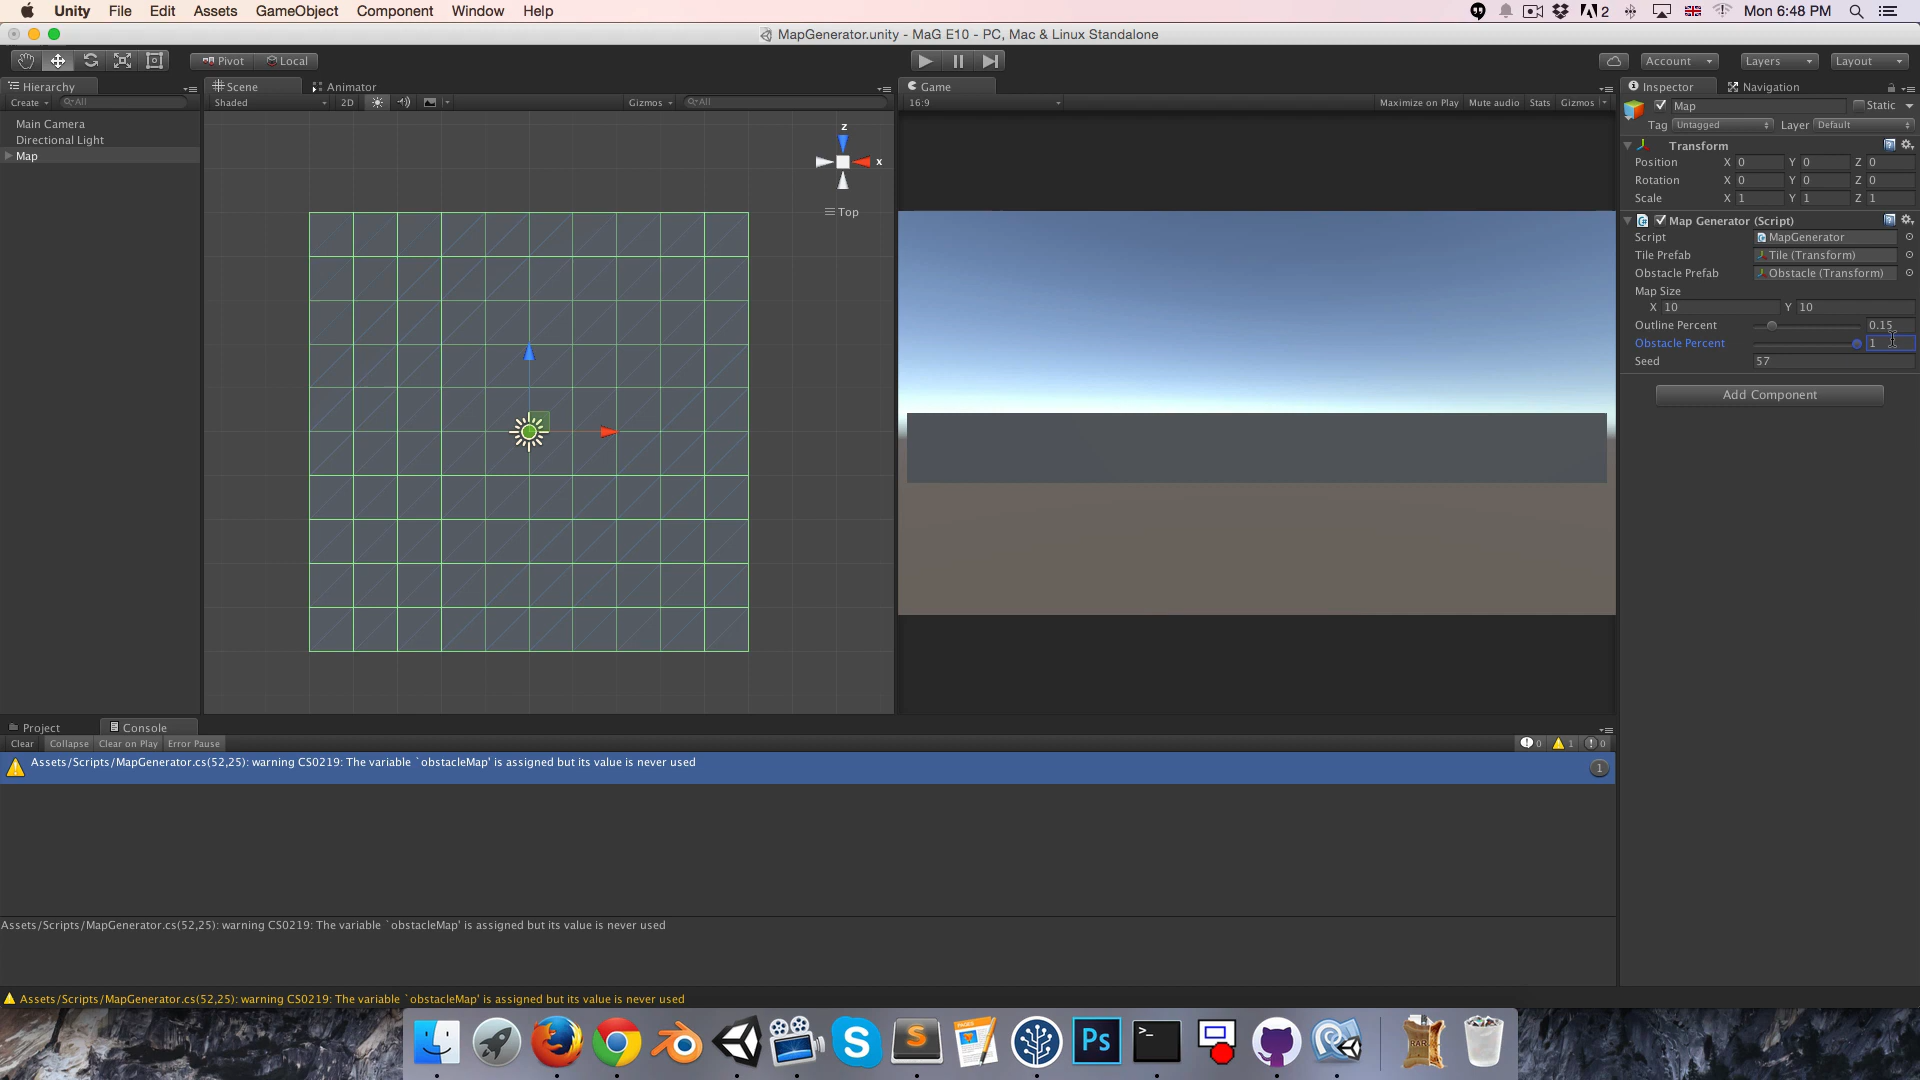 Unity File Edit Assets GameObject Component Window Help 2 Mon 6:48 PM
MapGenerator.unity - MaG E10 - PC, Mac & Linux Standalone
Pivot Local Account Layers Layout
Hierarchy Scene Animator Game Inspector Navigation
Create All Shaded 2D Gizmos All 16:9 Maximize on Play Mute audio Stats Gizmos
Map Static
Tag Untagged Layer Default
Main Camera
Directional Light
Map
z
x
Top
Transform
Position X 0 Y 0 Z 0
Rotation X 0 Y 0 Z 0
Scale X 1 Y 1 Z 1
Map Generator (Script)
Script MapGenerator
Tile Prefab Tile (Transform)
Obstacle Prefab Obstacle (Transform)
Map Size
X 10 Y 10
Outline Percent 0.15
Obstacle Percent 1
Seed 57
Add Component
Project Console
Clear Collapse Clear on Play Error Pause 0 1 0
Assets/Scripts/MapGenerator.cs(52,25): warning CS0219: The variable `obstacleMap' is assigned but its value is never used
1
Assets/Scripts/MapGenerator.cs(52,25): warning CS0219: The variable `obstacleMap' is assigned but its value is never used
Assets/Scripts/MapGenerator.cs(52,25): warning CS0219: The variable `obstacleMap' is assigned but its value is never used
PAGES
Ps
RAR